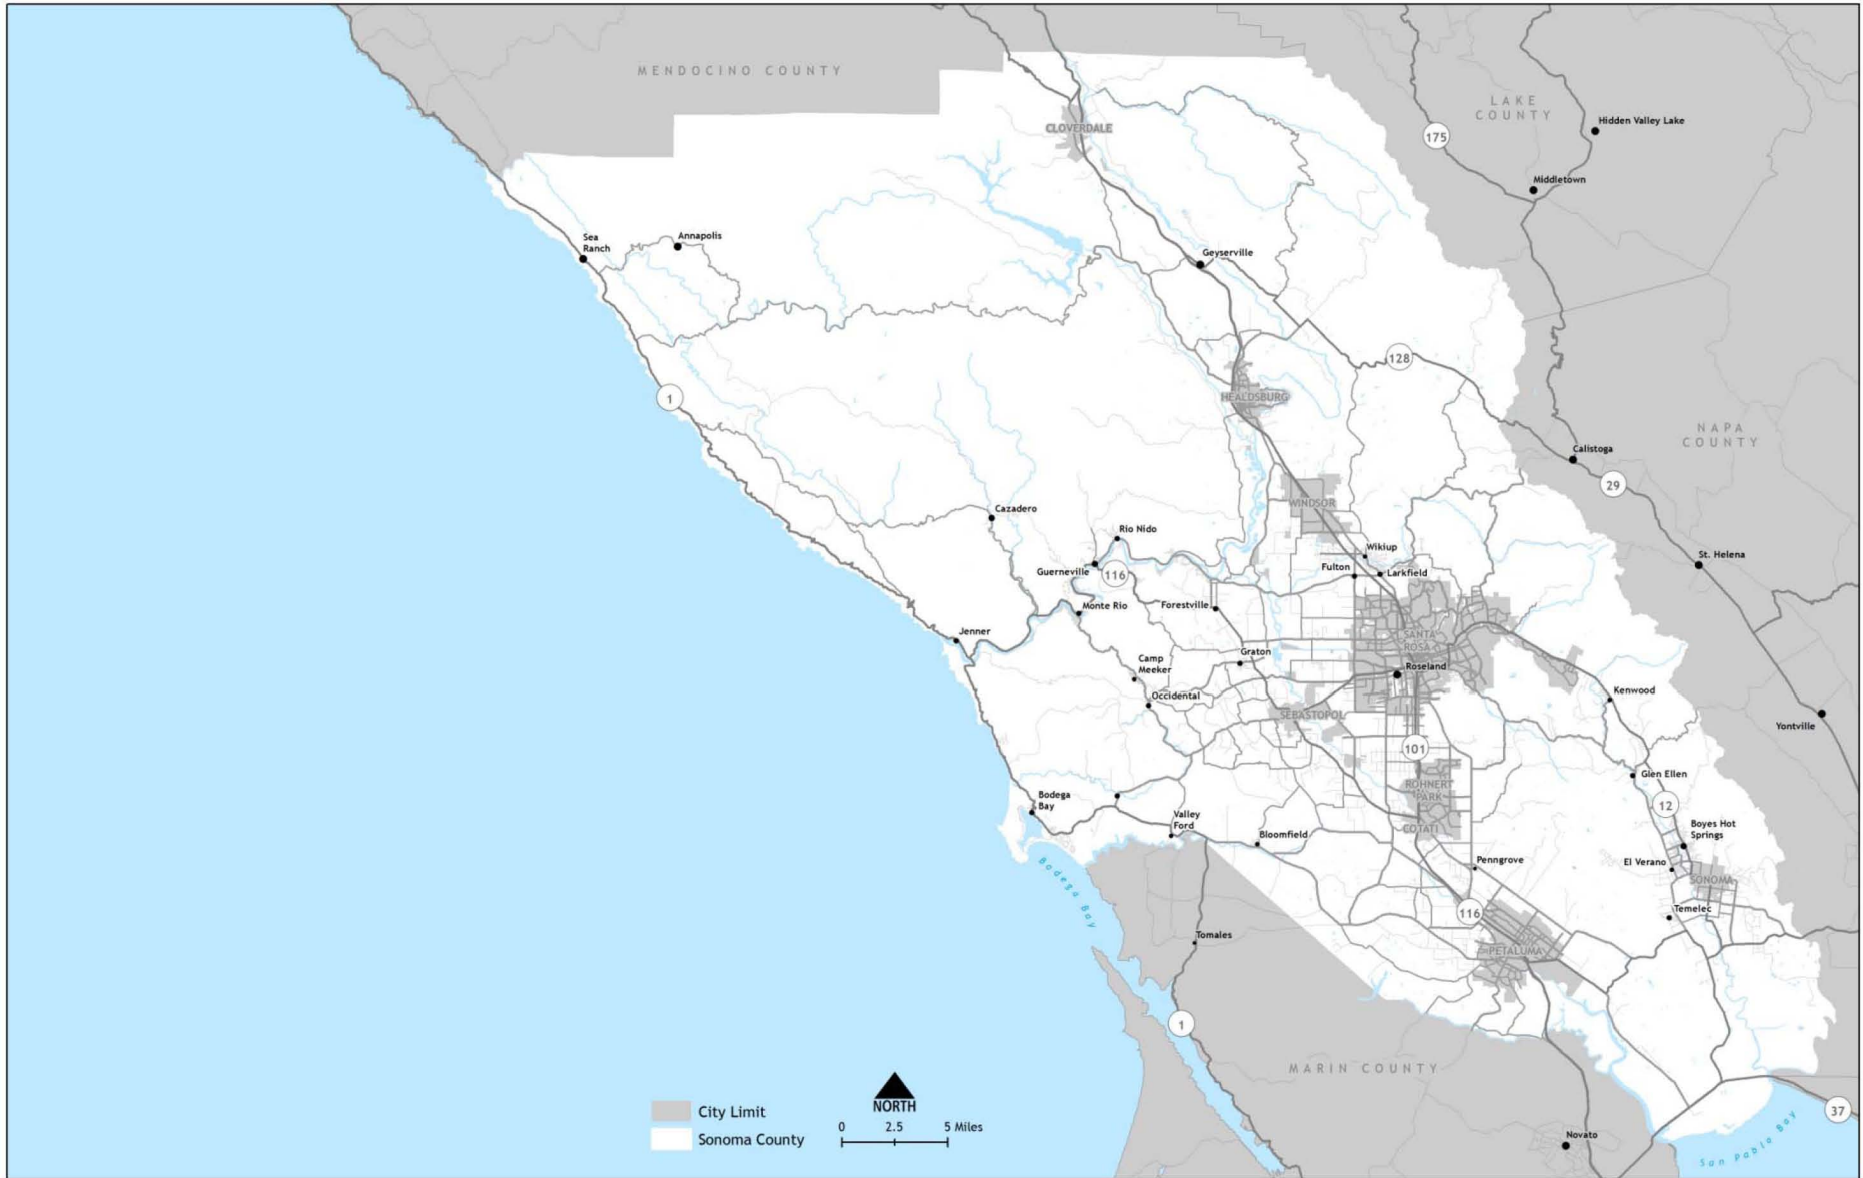 MENDOCINO COUNTY
LAKE
COUNTY
Hidden Valley Lake
175
CLOVERDALE
Middletown
Sea
Ranch
Annapolis
Geyserville
128
1
HEALDSBURG
NAPA
COUNTY
Calistoga
29
WINDSOR
Cazadero
Rio Nido
Wikiup
St. Helena
Guerneville
116
Fulton
Larkfield
Monte Rio
Forestville
Jenner
SANTA
ROSA
Graton
Camp
Meeker
Roseland
Occidental
Kenwood
SEBASTOPOL
Yontville
101
Glen Ellen
ROHNERT
PARK
12
Bodega
Bay
Valley
Ford
Bloomfield
COTATI
Boyes Hot
Springs
Penngrove
El Verano
SONOMA
Bodega Bay
116
Temelec
Tomales
PETALUMA
1
MARIN COUNTY
City Limit
Sonoma County
NORTH
0 2.5 5 Miles
37
Novato
San Pablo Bay